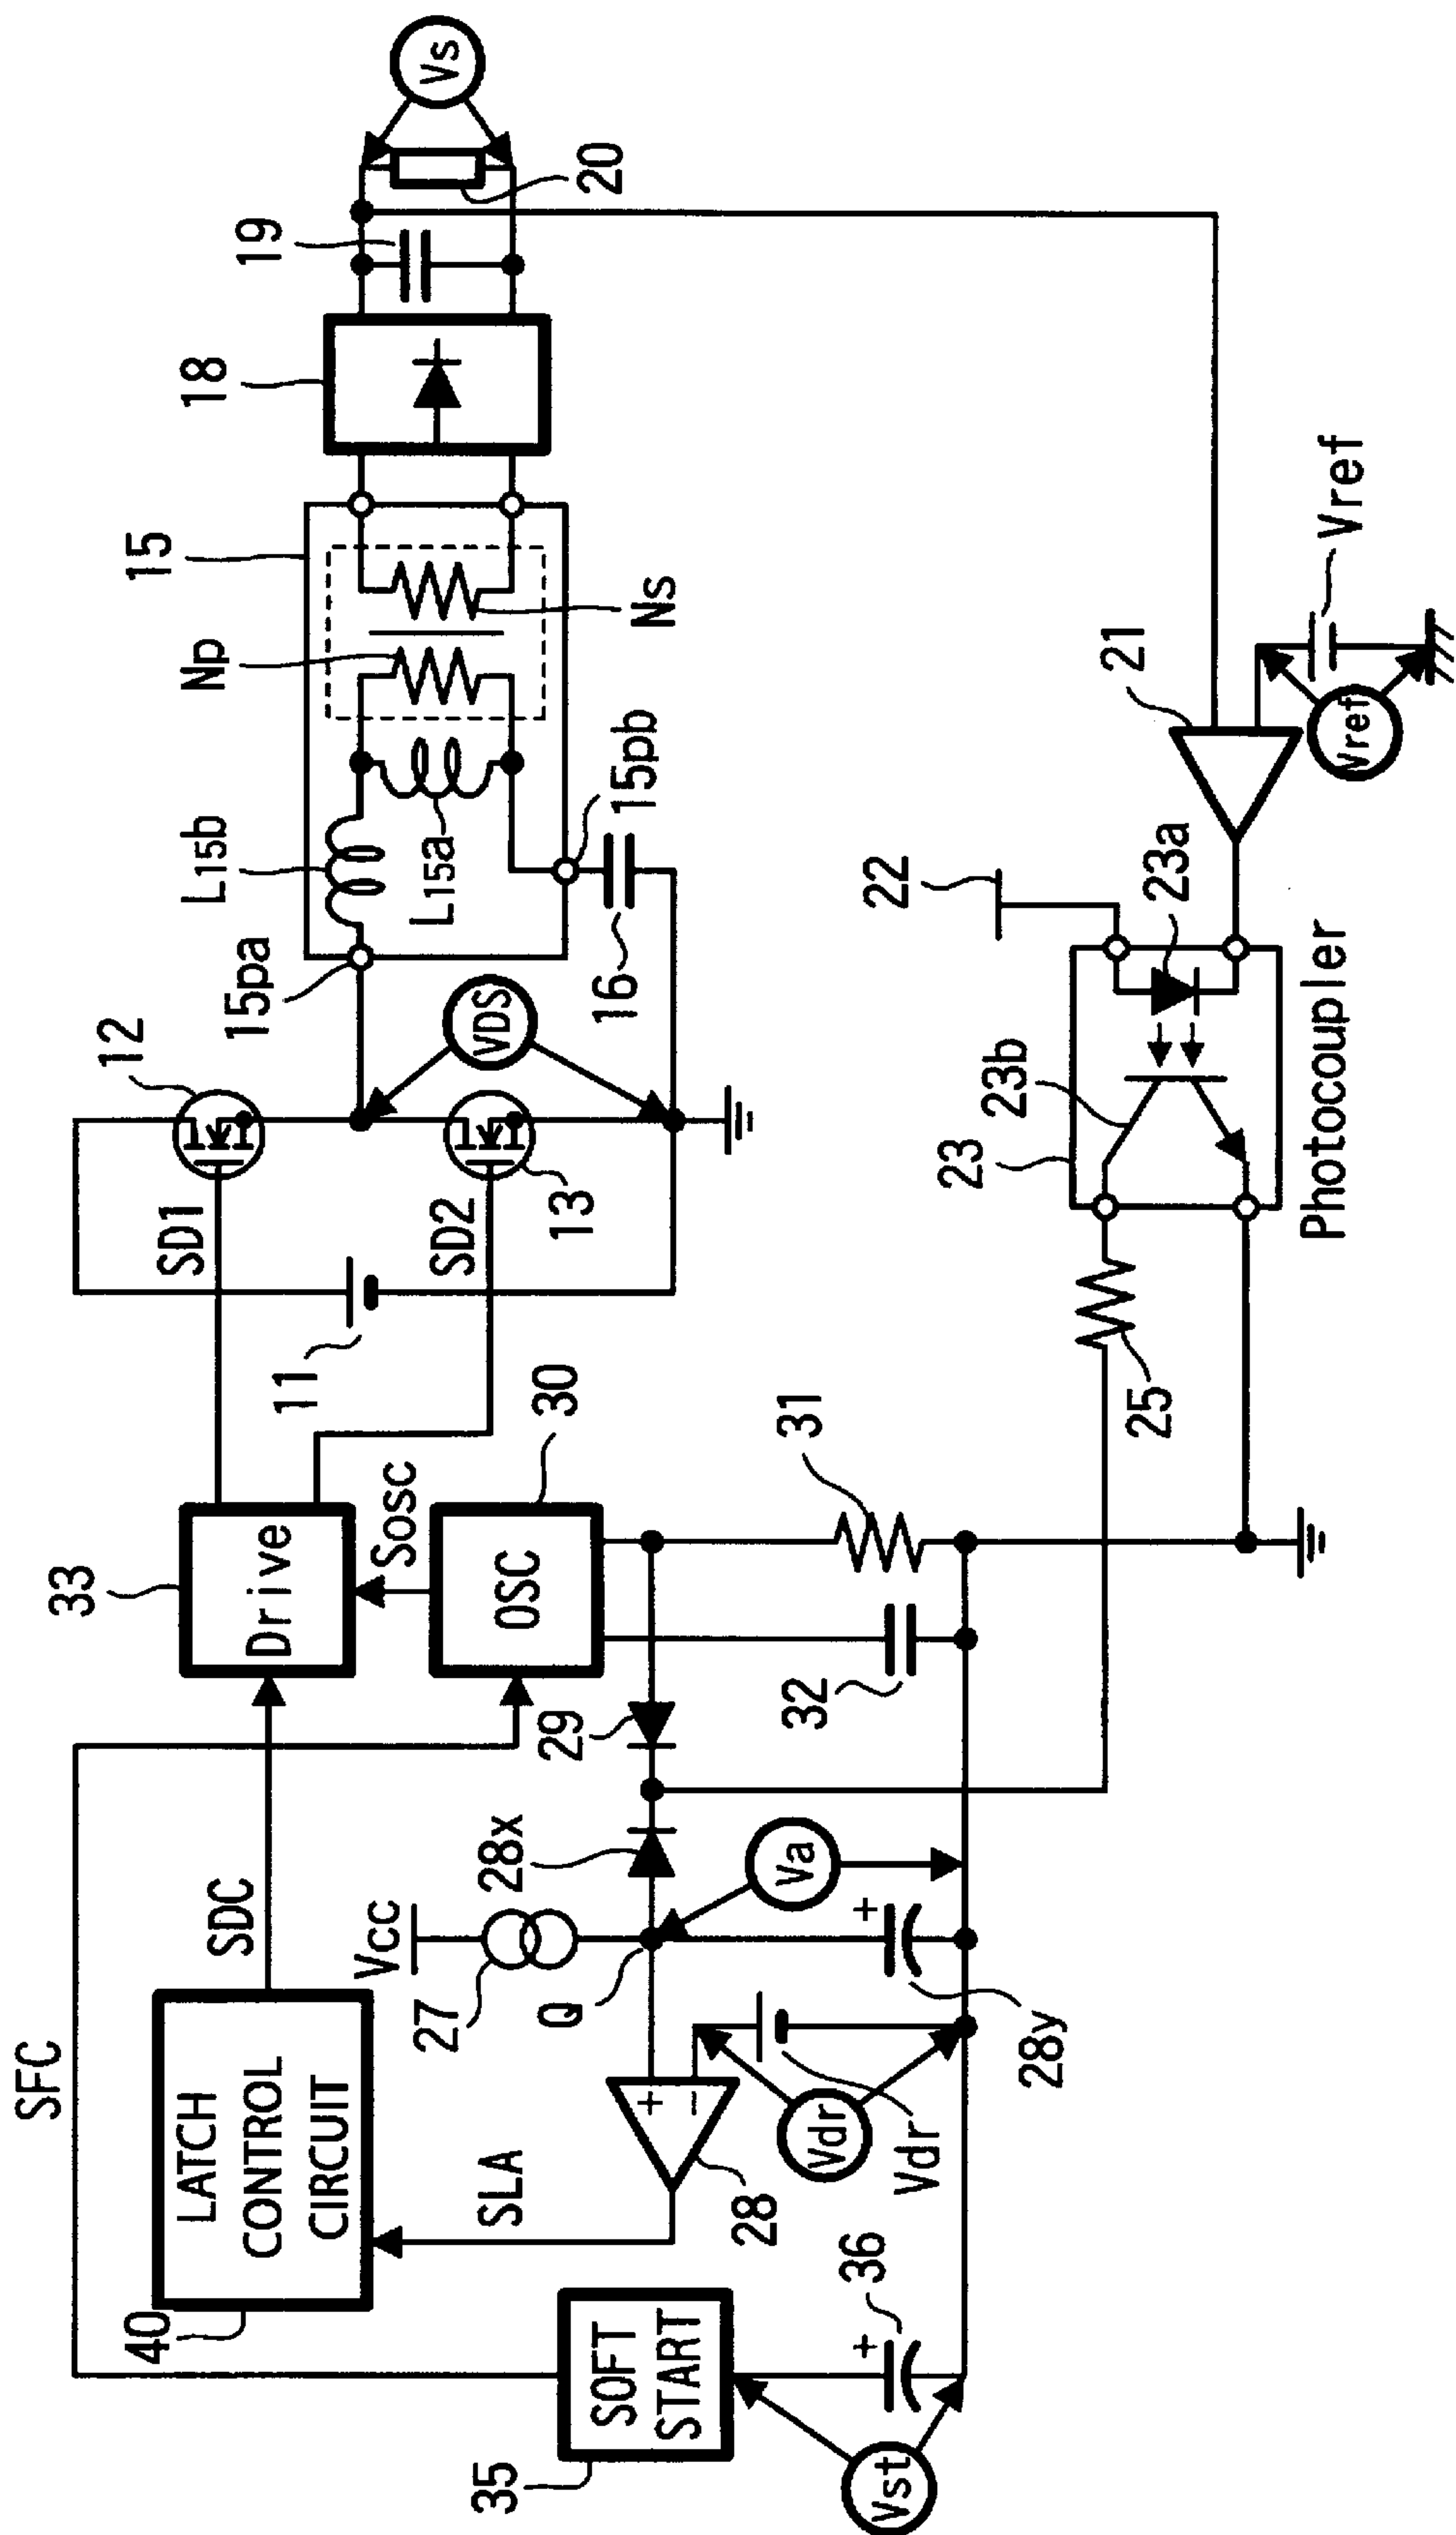 SFC
40
LATCH
CONTROL
CIRCUIT
SDC
33
Drive
SD1
12
15pa
L15b
L15a
Np
15
Ns
18
19
20
Vs
35
SOFT
START
SLA
Vcc
27
Q
28x
29
OSC
Sosc
30
11
SD2
13
VDS
16
15pb
28
Vdr
Vdr
Va
+
-
+
28y
32
31
36
+
Vst
25
23
23b
23a
22
21
Vref
Vref
Photocoupler